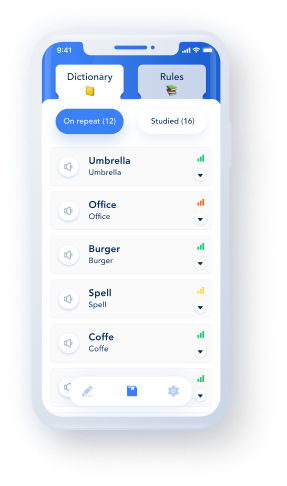 9:41
Dictionary
Rules
On repeat (12)
Studied (16)
Umbrella
Umbrella
Office
Office
Burger
Burger
Spell
Spell
Coffe
Coffe